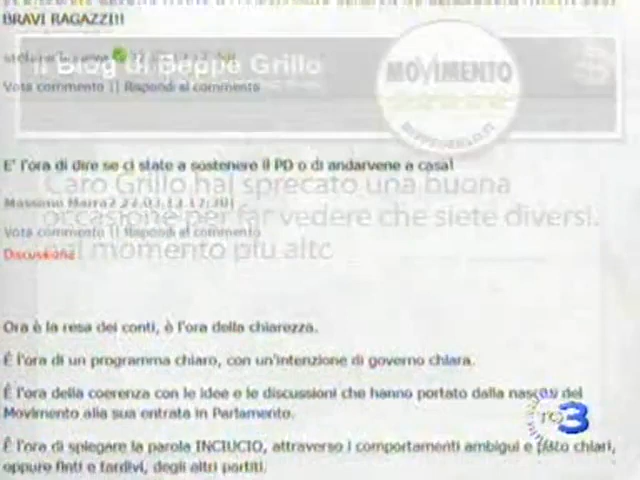 BRAVI RAGAZZI!!
Il Blog di Beppe Grillo
MOVIMENTO
BEPPEGRILLO.IT
Vota commento || Rispondi al commento
E' l'ora di dire se ci state a sostenere il PD o di andarvene a casa!
Caro Grillo hai sprecato una buona
Massimo
occasione per far vedere che siete diversi.
Vota commento || Rispondi al commento
nel momento più alto
Discussione
Ora è la resa dei conti, è l'ora della chiarezza.
É l'ora di un programma chiaro, con un'intenzione di governo chiara.
É l'ora della coerenza con le idee e le discussioni che hanno portato dalla nascita del
Movimento alla sua entrata in Parlamento.
TG3
É l'ora di spiegare la parola INCIUCIO, attraverso i comportamenti ambigui e poco chiari,
oppure finti e tardivi, degli altri partiti.